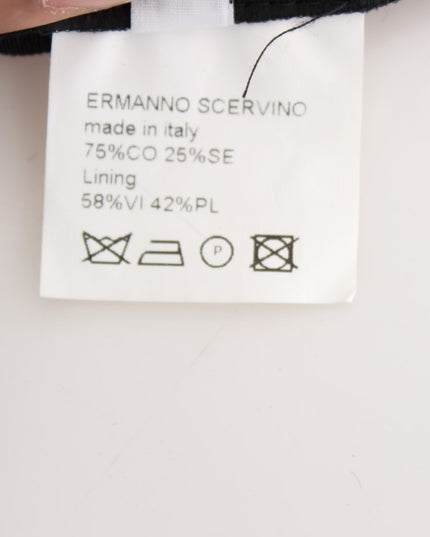 ERMANNO SCERVINO
made in italy
75%CO 25%SE
Lining
58%VI 42%PL
P